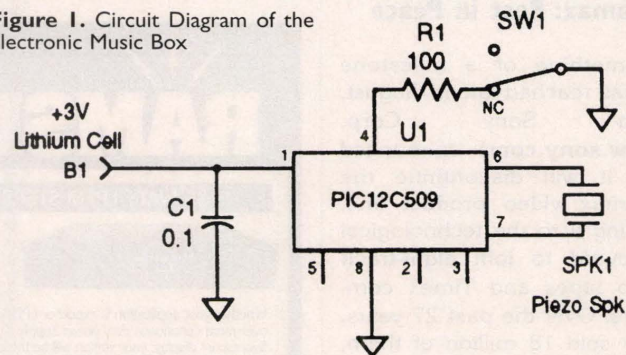 Figure 1. Circuit Diagram of the
Electronic Music Box
SW1
R1
100
NC
+3V
Lithium Cell
B1
C1
0.1
4
U1
1
6
PIC12C509
7
5
8
2
3
SPK1
Piezo Spk